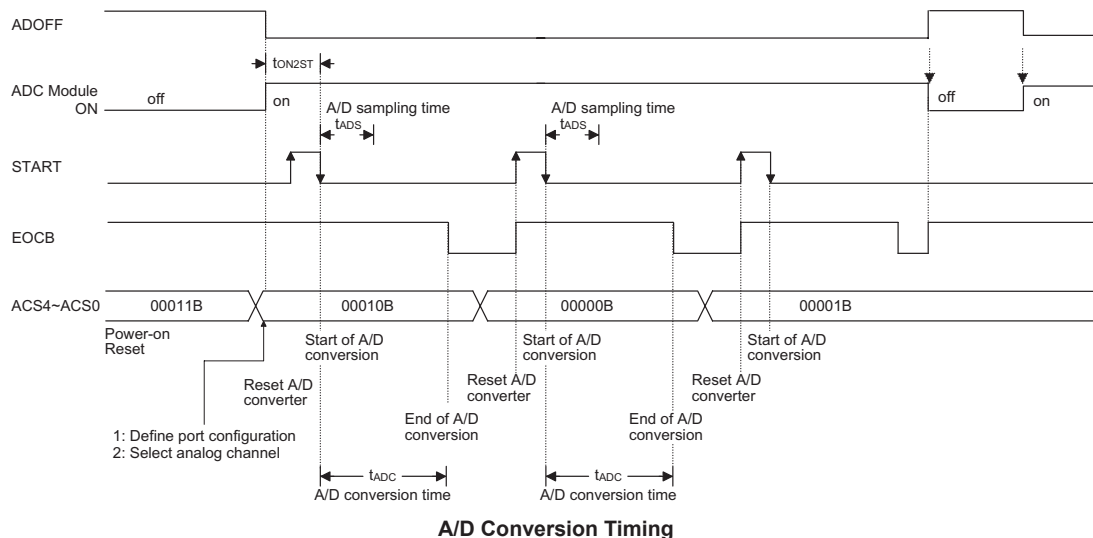 ADOFF
tON2ST
ADC Module
ON
off
on
off
on
A/D sampling time
tADS
A/D sampling time
tADS
START
EOCB
ACS4~ACS0
00011B
00010B
00000B
00001B
Power-on
Reset
Start of A/D
conversion
Start of A/D
conversion
Start of A/D
conversion
Reset A/D
converter
Reset A/D
converter
Reset A/D
converter
End of A/D
conversion
End of A/D
conversion
1: Define port configuration
2: Select analog channel
tADC
A/D conversion time
tADC
A/D conversion time
A/D Conversion Timing